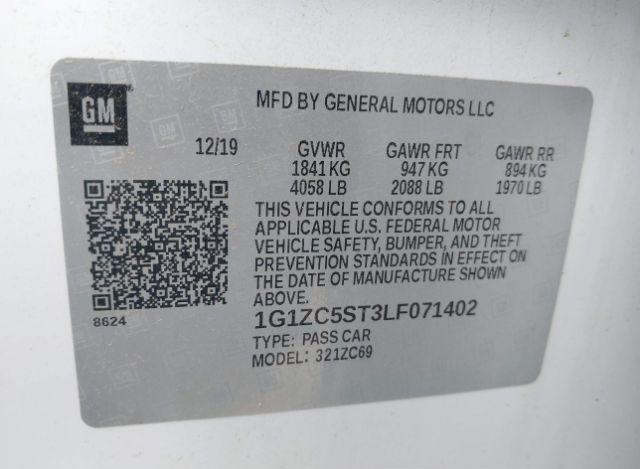 GM
MFD BY GENERAL MOTORS LLC
12/19 GVWR GAWR FRT GAWR RR
1841 KG 947 KG 894 KG
4058 LB 2088 LB 1970 LB
THIS VEHICLE CONFORMS TO ALL
APPLICABLE U.S. FEDERAL MOTOR
VEHICLE SAFETY, BUMPER, AND THEFT
PREVENTION STANDARDS IN EFFECT ON
THE DATE OF MANUFACTURE SHOWN
ABOVE.
8624
1G1ZC5ST3LF071402
TYPE: PASS CAR
MODEL: 321ZC69